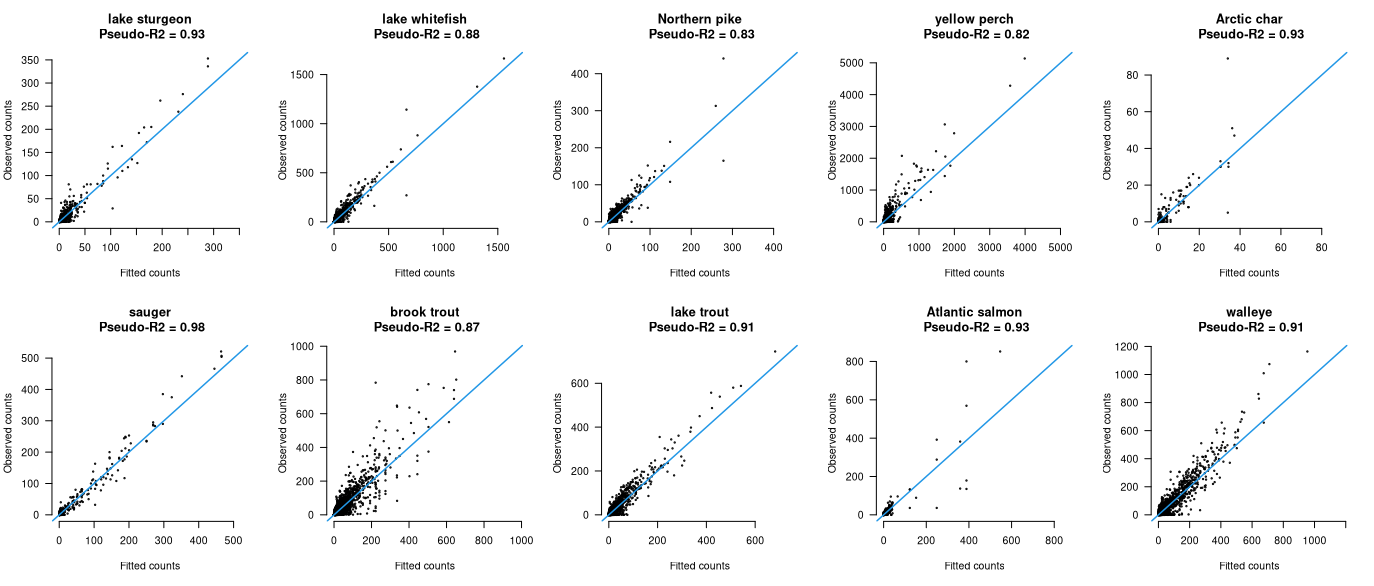 lake sturgeon
Pseudo-R2 = 0.93
350
300
250
200
150
100
50
0
Observed counts
0 50 100 200 300
Fitted counts
lake whitefish
Pseudo-R2 = 0.88
1500
1000
500
0
Observed counts
0 500 1000 1500
Fitted counts
Northern pike
Pseudo-R2 = 0.83
400
300
200
100
0
Observed counts
0 100 200 300 400
Fitted counts
yellow perch
Pseudo-R2 = 0.82
5000
4000
3000
2000
1000
0
Observed counts
0 1000 2000 3000 4000 5000
Fitted counts
Arctic char
Pseudo-R2 = 0.93
80
60
40
20
0
Observed counts
0 20 40 60 80
Fitted counts
sauger
Pseudo-R2 = 0.98
500
400
300
200
100
0
Observed counts
0 100 200 300 400 500
Fitted counts
brook trout
Pseudo-R2 = 0.87
1000
800
600
400
200
0
Observed counts
0 200 400 600 800 1000
Fitted counts
lake trout
Pseudo-R2 = 0.91
600
400
200
0
Observed counts
0 200 400 600
Fitted counts
Atlantic salmon
Pseudo-R2 = 0.93
800
600
400
200
0
Observed counts
0 200 400 600 800
Fitted counts
walleye
Pseudo-R2 = 0.91
1200
1000
800
600
400
200
0
Observed counts
0 200 400 600 800 1000
Fitted counts